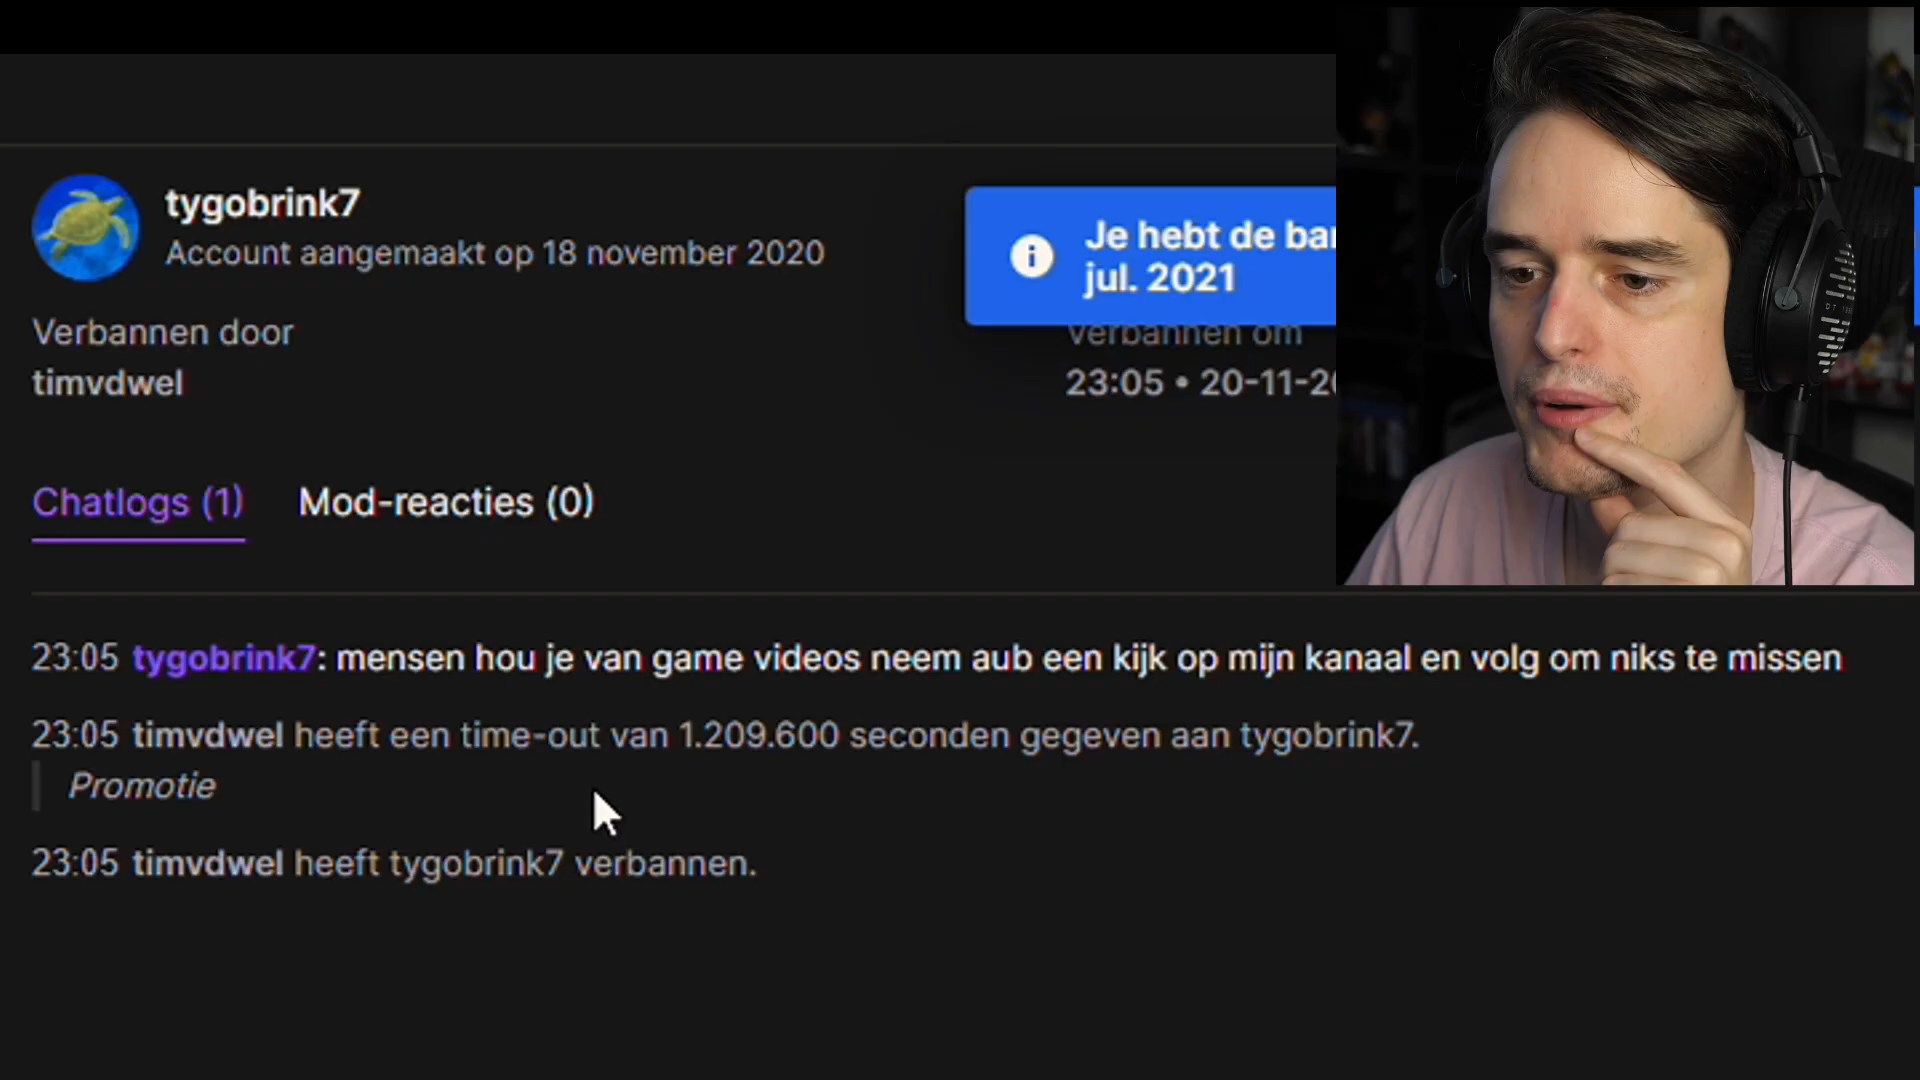 tygobrink7
Account aangemaakt op 18 november 2020
Je hebt de
jul. 2021
Verbannen door
timvdwel
Verbannen om
23:05 • 20-11-
Chatlogs (1)
Mod-reacties (0)
23:05 tygobrink7: mensen hou je van game videos neem aub een kijk op mijn kanaal en volg om niks te missen
23:05 timvdwel heeft een time-out van 1.209.600 seconden gegeven aan tygobrink7.
Promotie
23:05 timvdwel heeft tygobrink7 verbannen.